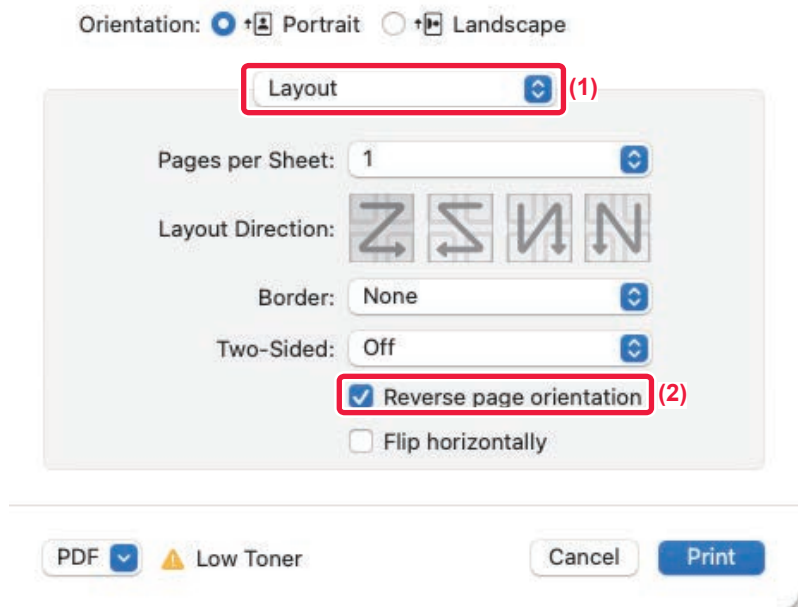 Orientation: Portrait Landscape
Layout (1)
Pages per Sheet: 1
Layout Direction:
Border: None
Two-Sided: Off
Reverse page orientation (2)
Flip horizontally
PDF Low Toner Cancel Print